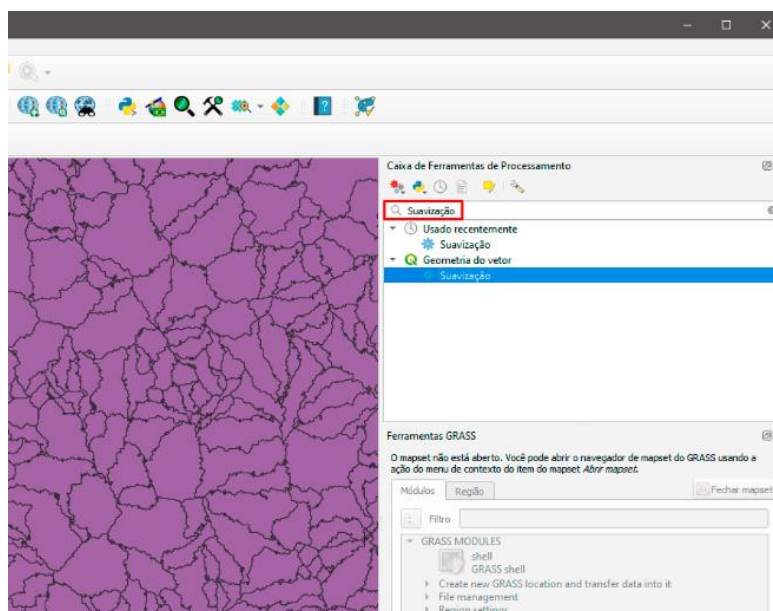 Caixa de Ferramentas de Processamento
Suavização
Usado recentemente
Suavização
Geometria do vetor
Suavização
Ferramentas GRASS
O mapset não está aberto. Você pode abrir o navegador de mapset do GRASS usando a
ação do menu de contexto do item do mapset Abrir mapset.
Módulos Região Fechar mapset
Filtro
GRASS MODULES
shell
GRASS shell
Create new GRASS location and transfer data into it
File management
Region settings